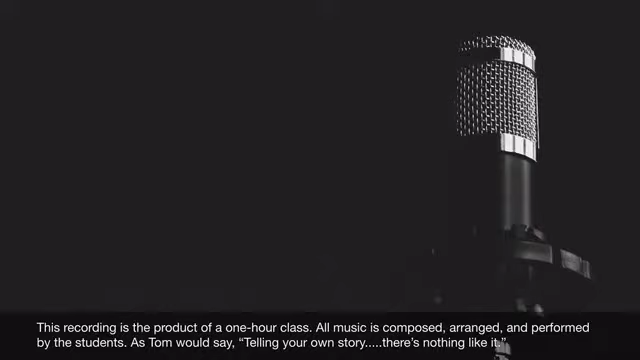 This recording is the product of a one-hour class. All music is composed, arranged, and performed
by the students. As Tom would say, “Telling your own story.....there’s nothing like it.”